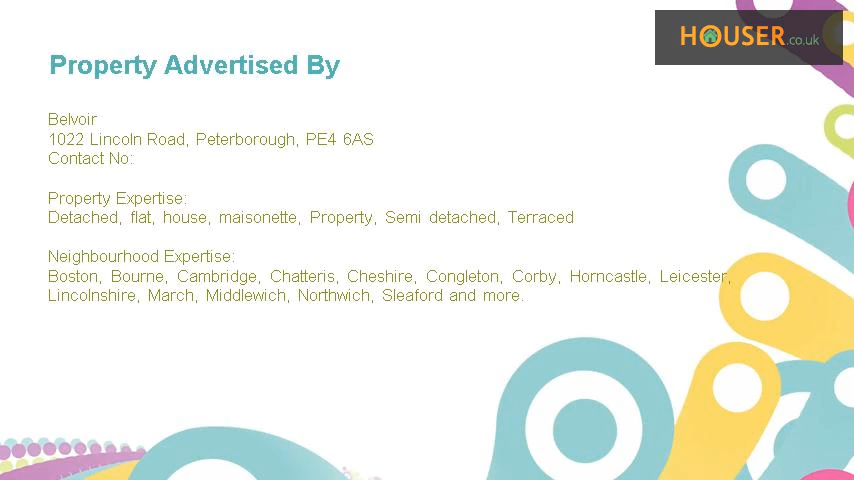 HOUSER.co.uk
Property Advertised By
Belvoir
1022 Lincoln Road, Peterborough, PE4 6AS
Contact No:
Property Expertise:
Detached, flat, house, maisonette, Property, Semi detached, Terraced
Neighbourhood Expertise:
Boston, Bourne, Cambridge, Chatteris, Cheshire, Congleton, Corby, Horncastle, Leicester,
Lincolnshire, March, Middlewich, Northwich, Sleaford and more.